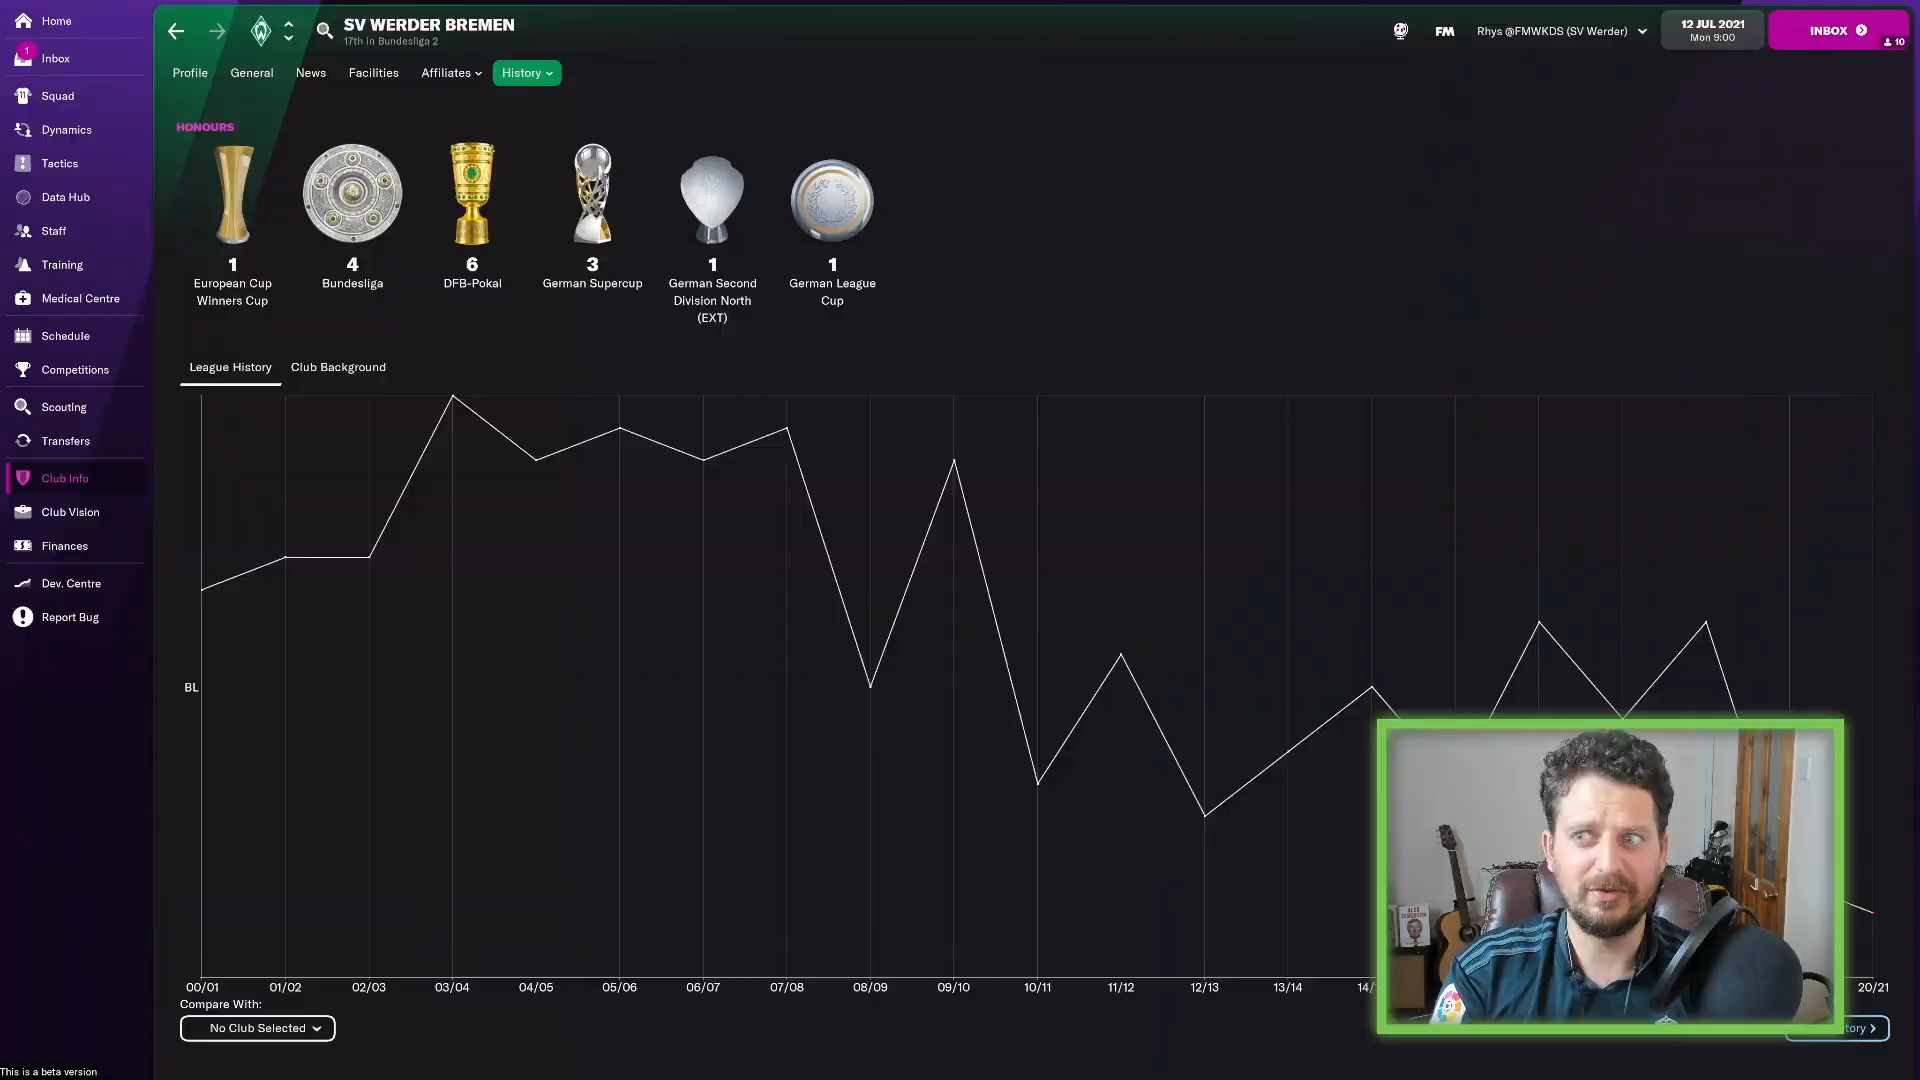 Home
1
Inbox
Squad
Dynamics
Tactics
Data Hub
Staff
Training
Medical Centre
Schedule
Competitions
Scouting
Transfers
Club Info
Club Vision
Finances
Dev. Centre
Report Bug
This is a beta version
SV WERDER BREMEN
17th in Bundesliga 2
FM
Rhys @FMWKDS (SV Werder)
12 JUL 2021
Mon 9:00
INBOX
10
Profile General News Facilities Affiliates History
HONOURS
1
European Cup
Winners Cup
4
Bundesliga
6
DFB-Pokal
3
German Supercup
1
German Second
Division North
(EXT)
1
German League
Cup
League History Club Background
BL
00/01 01/02 02/03 03/04 04/05 05/06 06/07 07/08 08/09 09/10 10/11 11/12 12/13 13/14 14/ 20/21
Compare With:
No Club Selected
tory
ALEX
FERGUSON